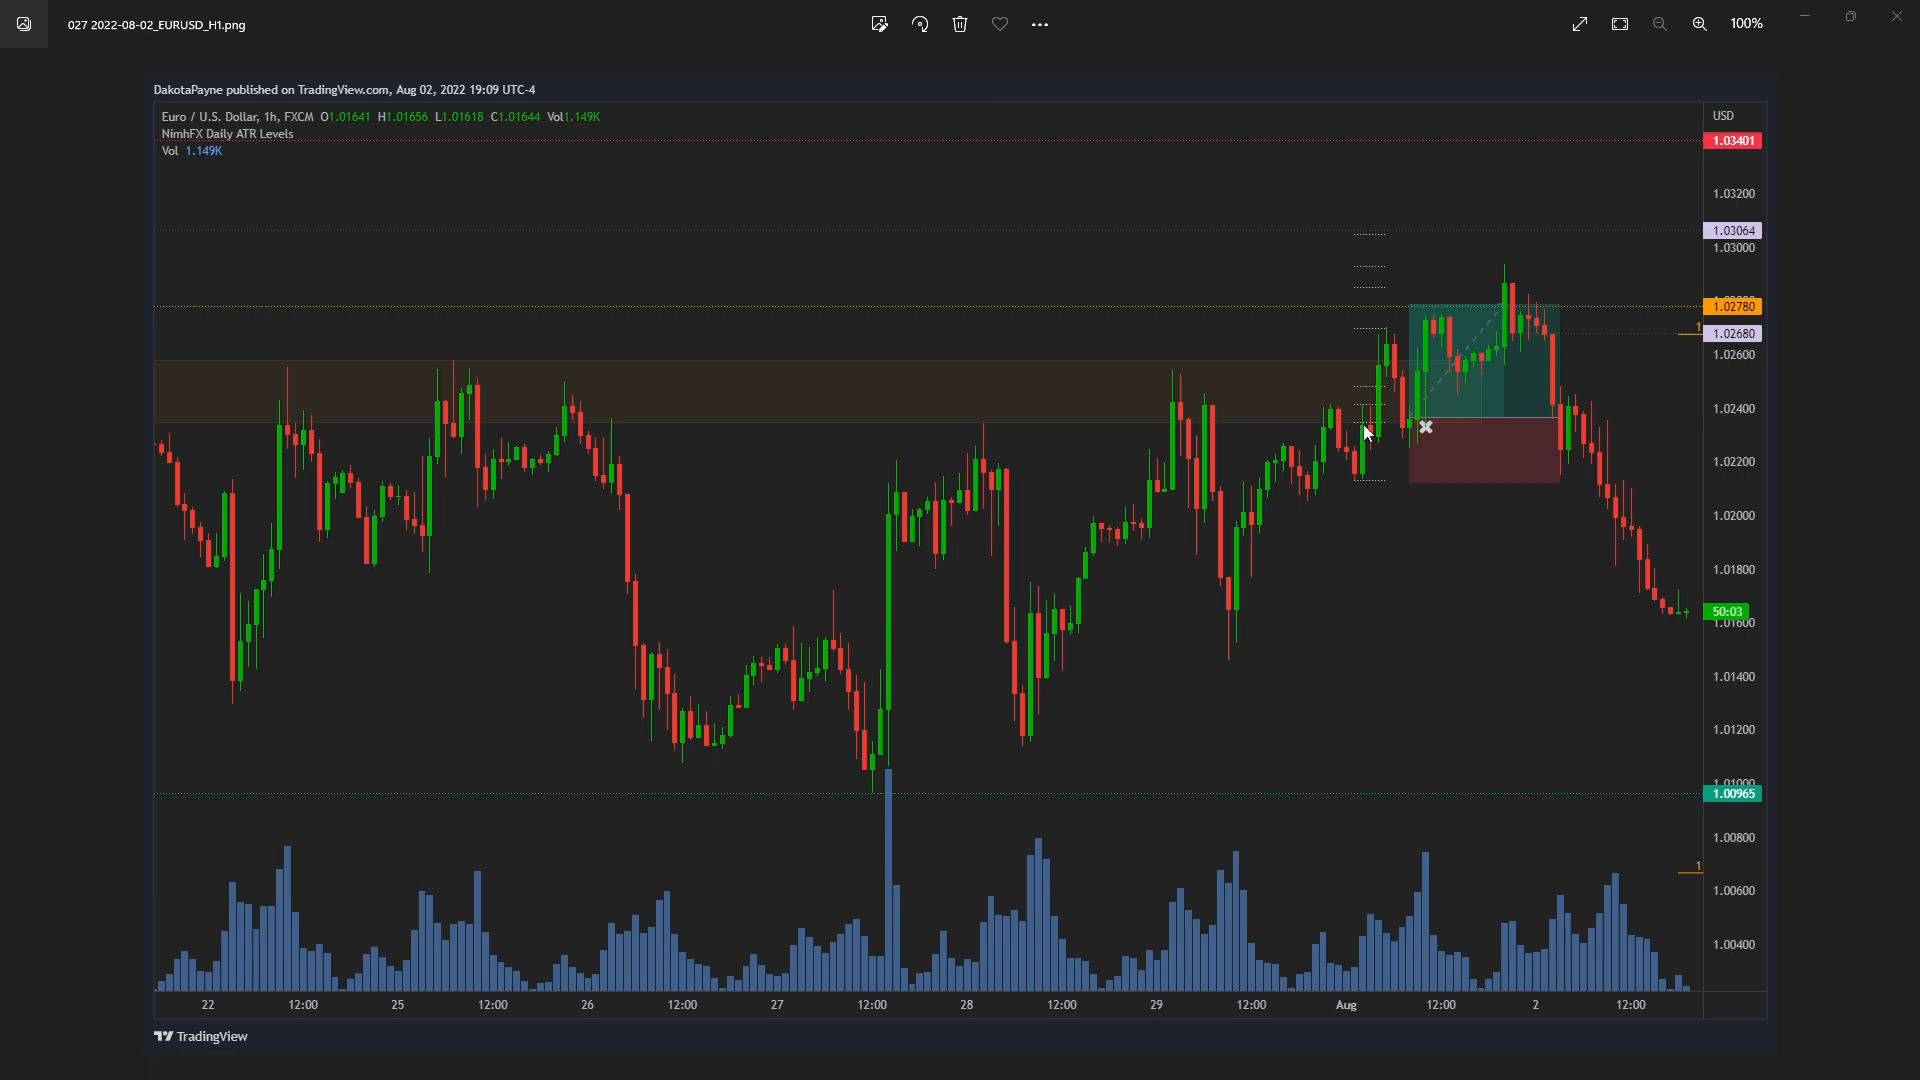 027 2022-08-02_EURUSD_H1.png
100%
DakotaPayne published on TradingView.com, Aug 02, 2022 19:09 UTC-4
Euro / U.S. Dollar, 1h, FXCM O1.01641 H1.01656 L1.01618 C1.01644 Vol1.149K
USD
NimhFX Daily ATR Levels
1.03401
Vol 1.149K
1.03200
1.03064
1.03000
1.02780
1
1.02680
1.02600
1.02400
1.02200
1.02000
1.01800
50:03
1.01600
1.01400
1.01200
1.01000
1.00965
1.00800
1
1.00600
1.00400
22 12:00 25 12:00 26 12:00 27 12:00 28 12:00 29 12:00 Aug 12:00 2 12:00
TradingView